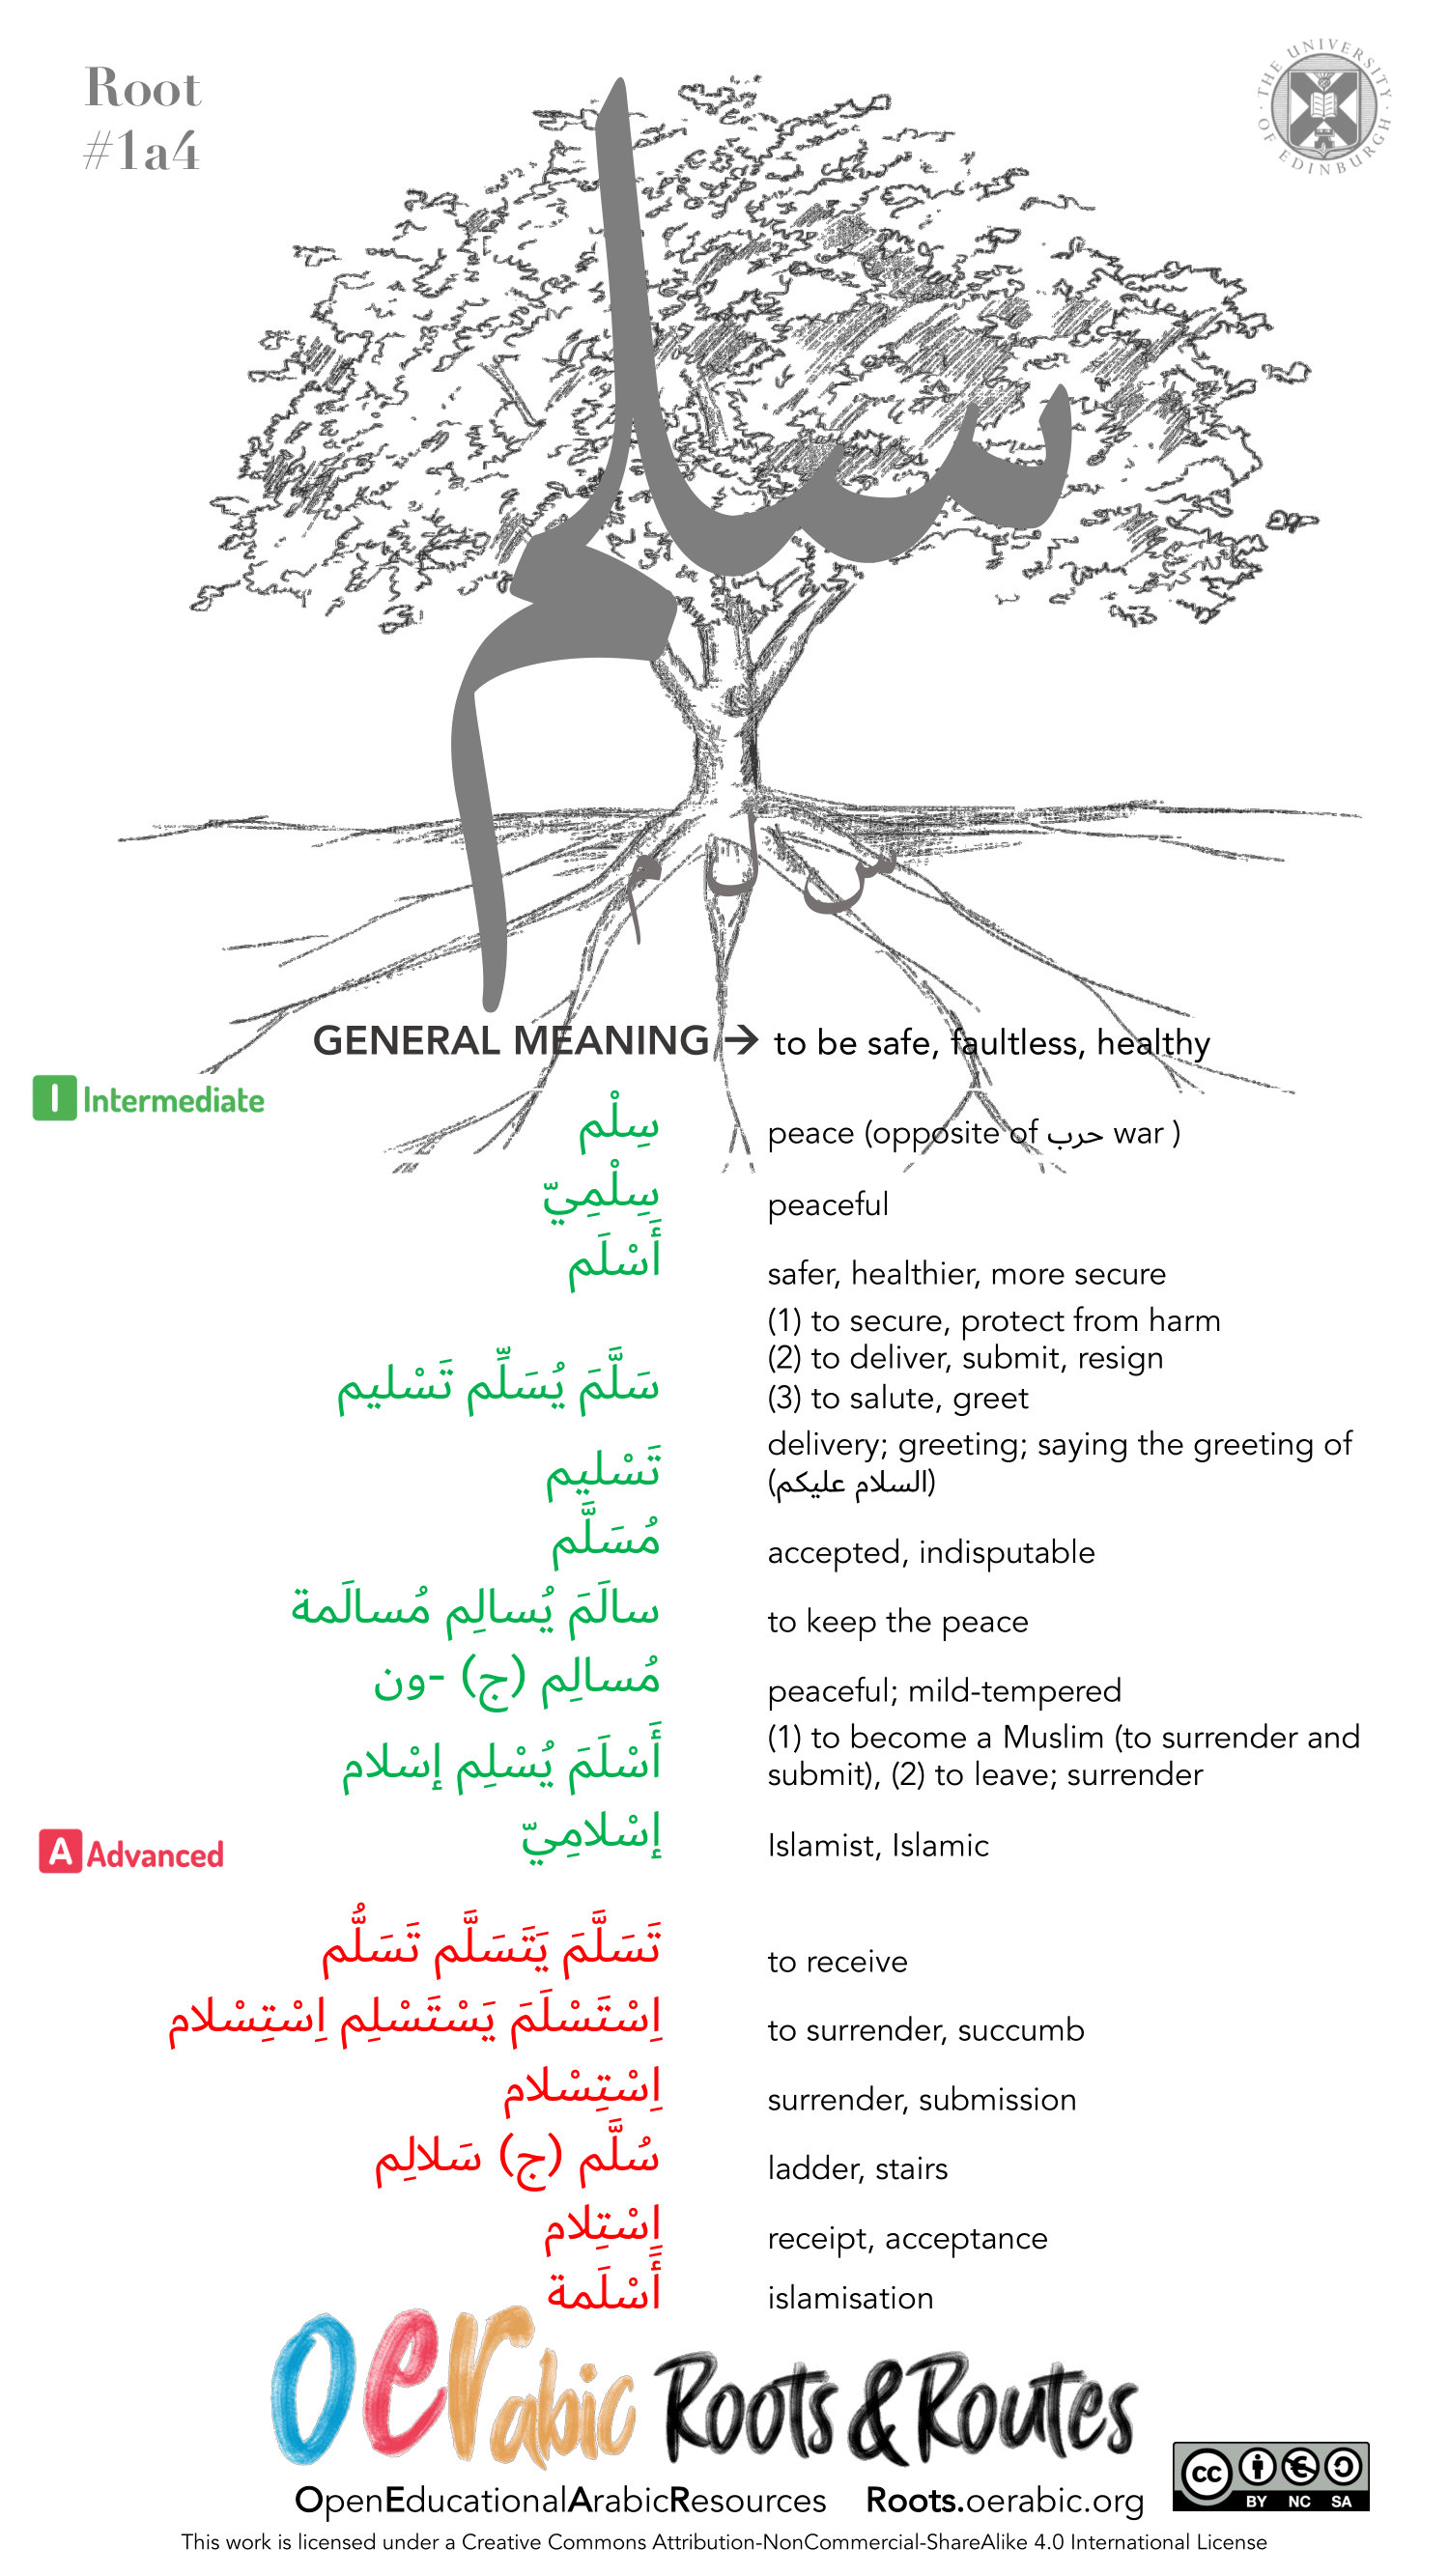 Root
#1a4
THE UNIVERSITY OF EDINBURGH
سلم
س ل م
GENERAL MEANING → to be safe, faultless, healthy
I Intermediate
سِلْم peace (opposite of حرب war )
سِلْمِيّ peaceful
أَسْلَم safer, healthier, more secure
(1) to secure, protect from harm
(2) to deliver, submit, resign
سَلَّمَ يُسَلِّم تَسْليم
(3) to salute, greet
delivery; greeting; saying the greeting of
تَسْليم
(السلام عليكم)
مُسَلَّم accepted, indisputable
سالَمَ يُسالِم مُسالَمة to keep the peace
مُسالِم (ج) -ون peaceful; mild-tempered
(1) to become a Muslim (to surrender and
أَسْلَمَ يُسْلِم إسْلام
submit), (2) to leave; surrender
إسْلامِيّ Islamist, Islamic
A Advanced
تَسَلَّمَ يَتَسَلَّم تَسَلُّم to receive
اِسْتَسْلَمَ يَسْتَسْلِم اِسْتِسْلام to surrender, succumb
اِسْتِسْلام surrender, submission
سُلَّم (ج) سَلالِم ladder, stairs
اِسْتِلام receipt, acceptance
أَسْلَمة islamisation
oerabic Roots & Routes
OpenEducationalArabicResources Roots.oerabic.org
cc BY NC SA
This work is licensed under a Creative Commons Attribution-NonCommercial-ShareAlike 4.0 International License